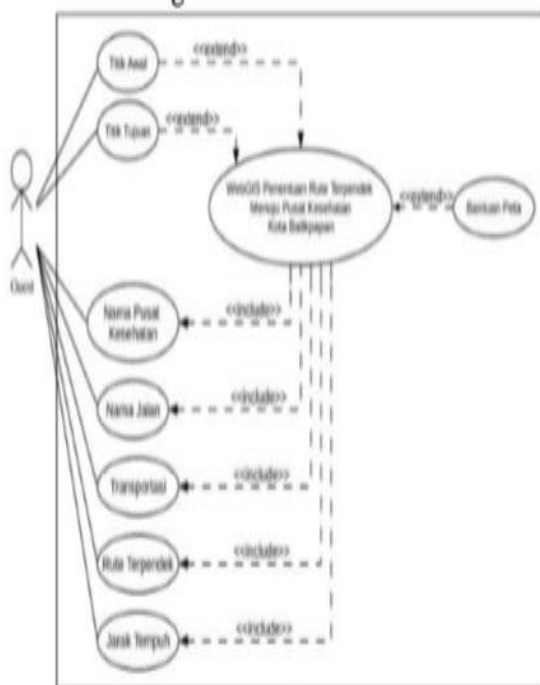 Titik Awal
<<extend>>
Titik Tujuan
<<extend>>
WebGIS Penentuan Rute Terpendek
Menuju Pusat Kesehatan
Kota Balikpapan
<<extend>>
Bantuan Peta
Guest
Nama Pusat
Kesehatan
<<include>>
Nama Jalan
<<include>>
Transportasi
<<include>>
Rute Terpendek
<<include>>
Jarak Tempuh
<<include>>